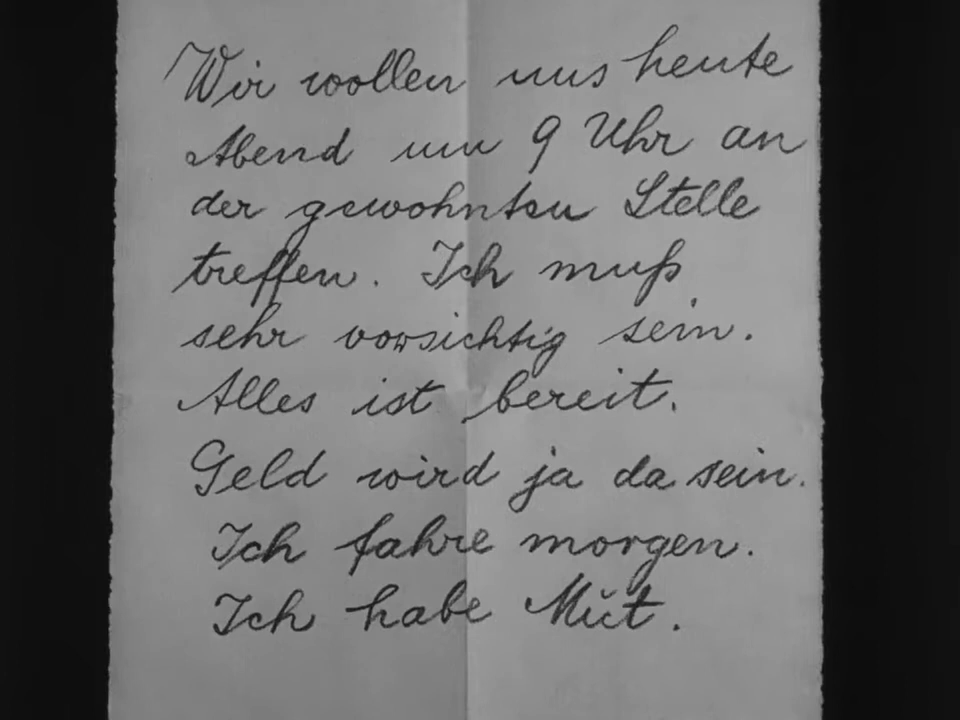 Wir wollen uns heute
Abend um 9 Uhr an
der gewohnten Stelle
treffen. Ich muß
sehr vorsichtig sein.
Alles ist bereit.
Geld wird ja da sein.
Ich fahre morgen.
Ich habe Mut.